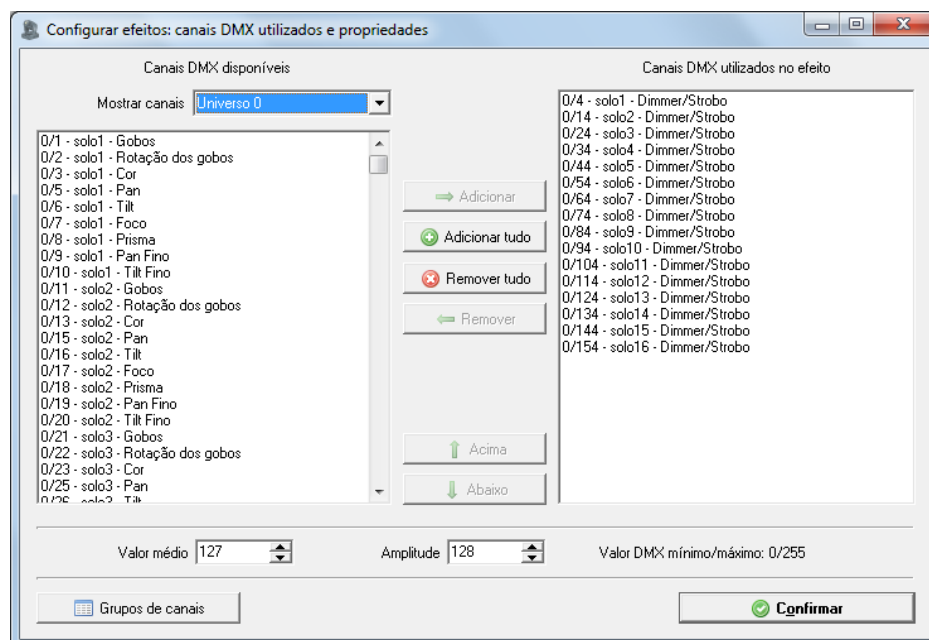 Configurar efeitos: canais DMX utilizados e propriedades
Canais DMX disponíveis
Mostrar canais Universo 0
0/1 - solo1 - Gobos
0/2 - solo1 - Rotação dos gobos
0/3 - solo1 - Cor
0/5 - solo1 - Pan
0/6 - solo1 - Tilt
0/7 - solo1 - Foco
0/8 - solo1 - Prisma
0/9 - solo1 - Pan Fino
0/10 - solo1 - Tilt Fino
0/11 - solo2 - Gobos
0/12 - solo2 - Rotação dos gobos
0/13 - solo2 - Cor
0/15 - solo2 - Pan
0/16 - solo2 - Tilt
0/17 - solo2 - Foco
0/18 - solo2 - Prisma
0/19 - solo2 - Pan Fino
0/20 - solo2 - Tilt Fino
0/21 - solo3 - Gobos
0/22 - solo3 - Rotação dos gobos
0/23 - solo3 - Cor
0/25 - solo3 - Pan
0/26 - solo3 - Tilt
Adicionar
Adicionar tudo
Remover tudo
Remover
Acima
Abaixo
Canais DMX utilizados no efeito
0/4 - solo1 - Dimmer/Strobo
0/14 - solo2 - Dimmer/Strobo
0/24 - solo3 - Dimmer/Strobo
0/34 - solo4 - Dimmer/Strobo
0/44 - solo5 - Dimmer/Strobo
0/54 - solo6 - Dimmer/Strobo
0/64 - solo7 - Dimmer/Strobo
0/74 - solo8 - Dimmer/Strobo
0/84 - solo9 - Dimmer/Strobo
0/94 - solo10 - Dimmer/Strobo
0/104 - solo11 - Dimmer/Strobo
0/114 - solo12 - Dimmer/Strobo
0/124 - solo13 - Dimmer/Strobo
0/134 - solo14 - Dimmer/Strobo
0/144 - solo15 - Dimmer/Strobo
0/154 - solo16 - Dimmer/Strobo
Valor médio 127
Amplitude 128
Valor DMX mínimo/máximo: 0/255
Grupos de canais
Confirmar